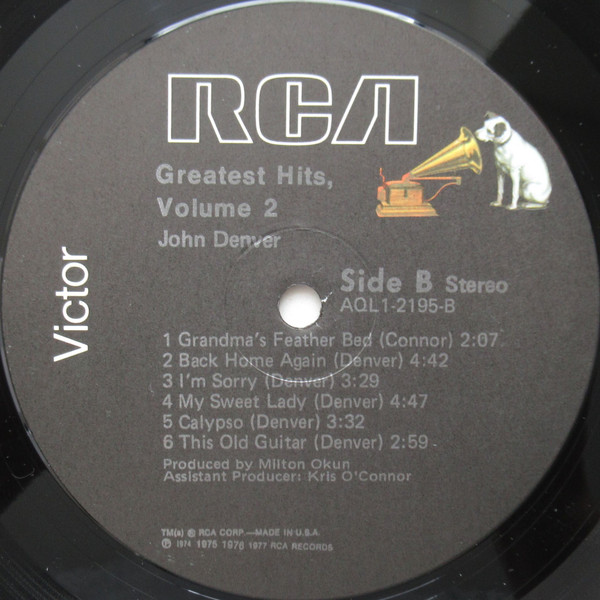 RCA
Greatest Hits,
Volume 2
John Denver
Victor
Side B Stereo
AQL1-2195-B
1 Grandma's Feather Bed (Connor) 2:07
2 Back Home Again (Denver) 4:42
3 I'm Sorry (Denver) 3:29
4 My Sweet Lady (Denver) 4:47
5 Calypso (Denver) 3:32
6 This Old Guitar (Denver) 2:59
Produced by Milton Okun
Assistant Producer: Kris O'Connor
TM(s) ® RCA CORP.—MADE IN U.S.A.
℗ 1974 1975 1976 1977 RCA RECORDS